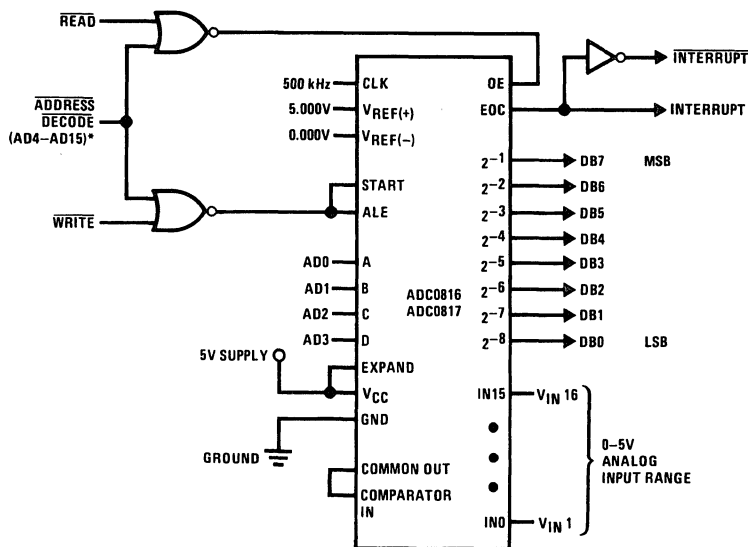 READ
ADDRESS
DECODE
(AD4–AD15)*
WRITE
500 kHz
5.000V
0.000V
CLK
VREF(+)
VREF(−)
START
ALE
AD0
AD1
AD2
AD3
A
B
C
D
5V SUPPLY
EXPAND
VCC
GND
GROUND
COMMON OUT
COMPARATOR
IN
ADC0816
ADC0817
OE
EOC
INTERRUPT
INTERRUPT
2−1 DB7 MSB
2−2 DB6
2−3 DB5
2−4 DB4
2−5 DB3
2−6 DB2
2−7 DB1
2−8 DB0 LSB
IN15 VIN 16
0–5V
ANALOG
INPUT RANGE
IN0 VIN 1